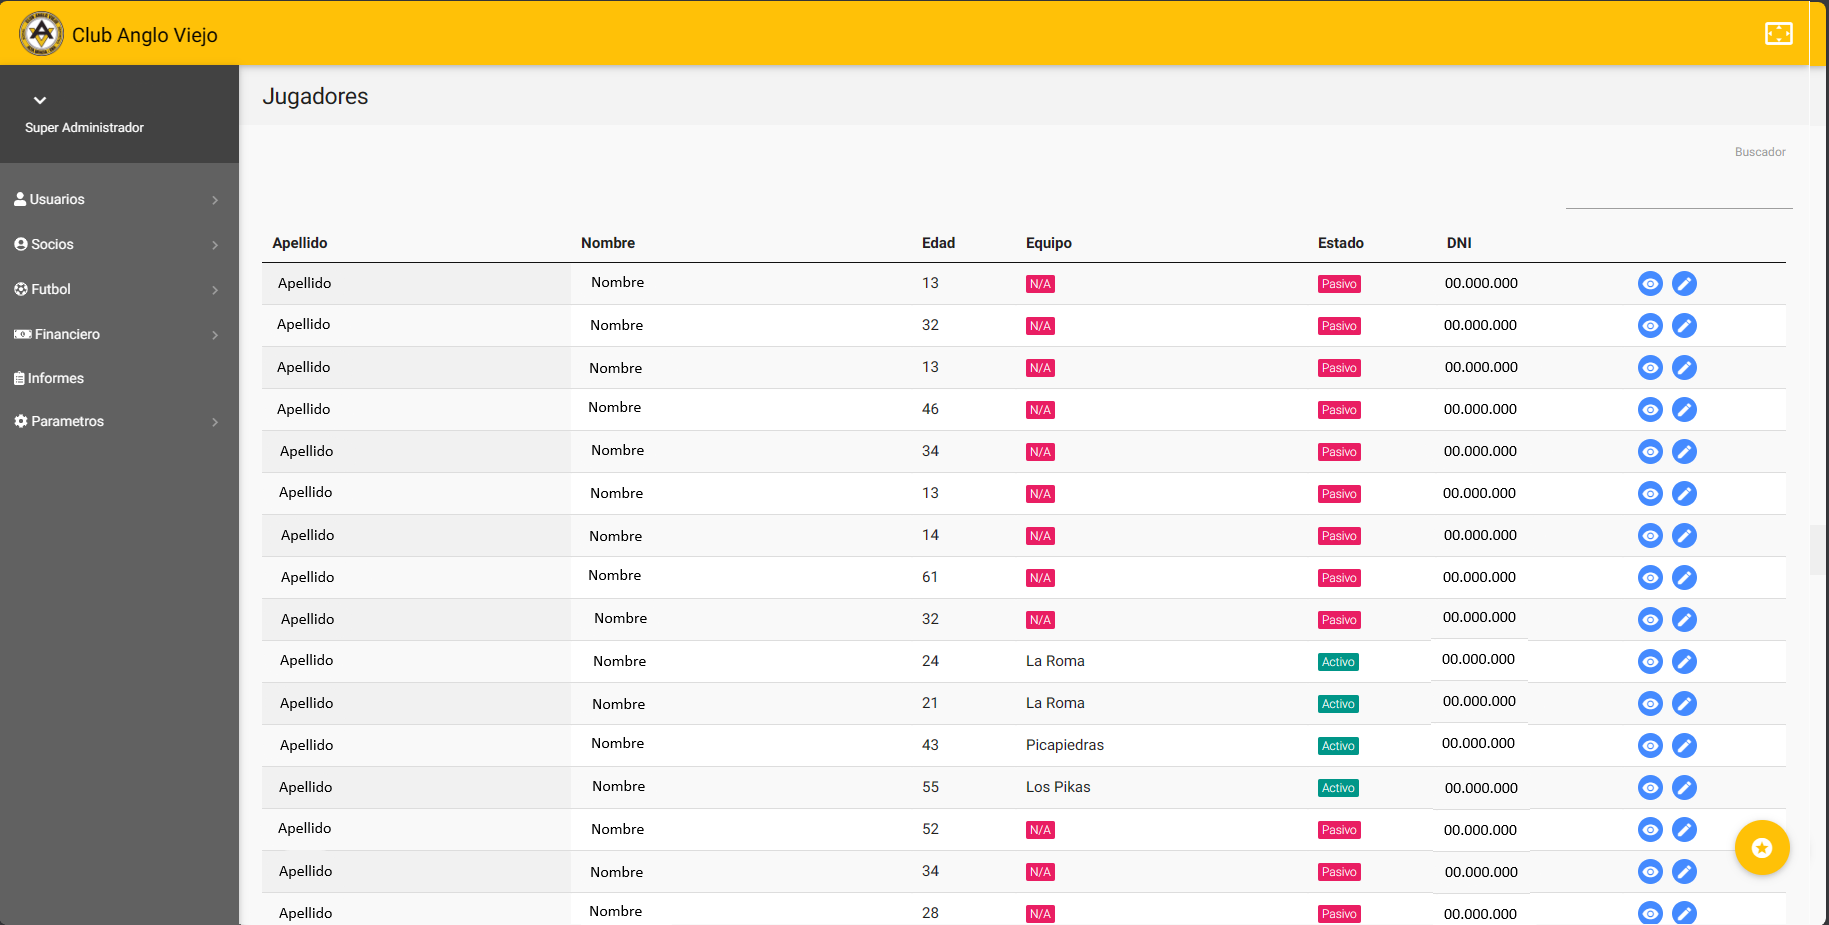 Club Anglo Viejo
Super Administrador
Usuarios
Socios
Futbol
Financiero
Informes
Parametros
Jugadores
Buscador
Apellido Nombre Edad Equipo Estado DNI
Apellido Nombre 13 N/A Pasivo 00.000.000
Apellido Nombre 32 N/A Pasivo 00.000.000
Apellido Nombre 13 N/A Pasivo 00.000.000
Apellido Nombre 46 N/A Pasivo 00.000.000
Apellido Nombre 34 N/A Pasivo 00.000.000
Apellido Nombre 13 N/A Pasivo 00.000.000
Apellido Nombre 14 N/A Pasivo 00.000.000
Apellido Nombre 61 N/A Pasivo 00.000.000
Apellido Nombre 32 N/A Pasivo 00.000.000
Apellido Nombre 24 La Roma Activo 00.000.000
Apellido Nombre 21 La Roma Activo 00.000.000
Apellido Nombre 43 Picapiedras Activo 00.000.000
Apellido Nombre 55 Los Pikas Activo 00.000.000
Apellido Nombre 52 N/A Pasivo 00.000.000
Apellido Nombre 34 N/A Pasivo 00.000.000
Apellido Nombre 28 N/A Pasivo 00.000.000